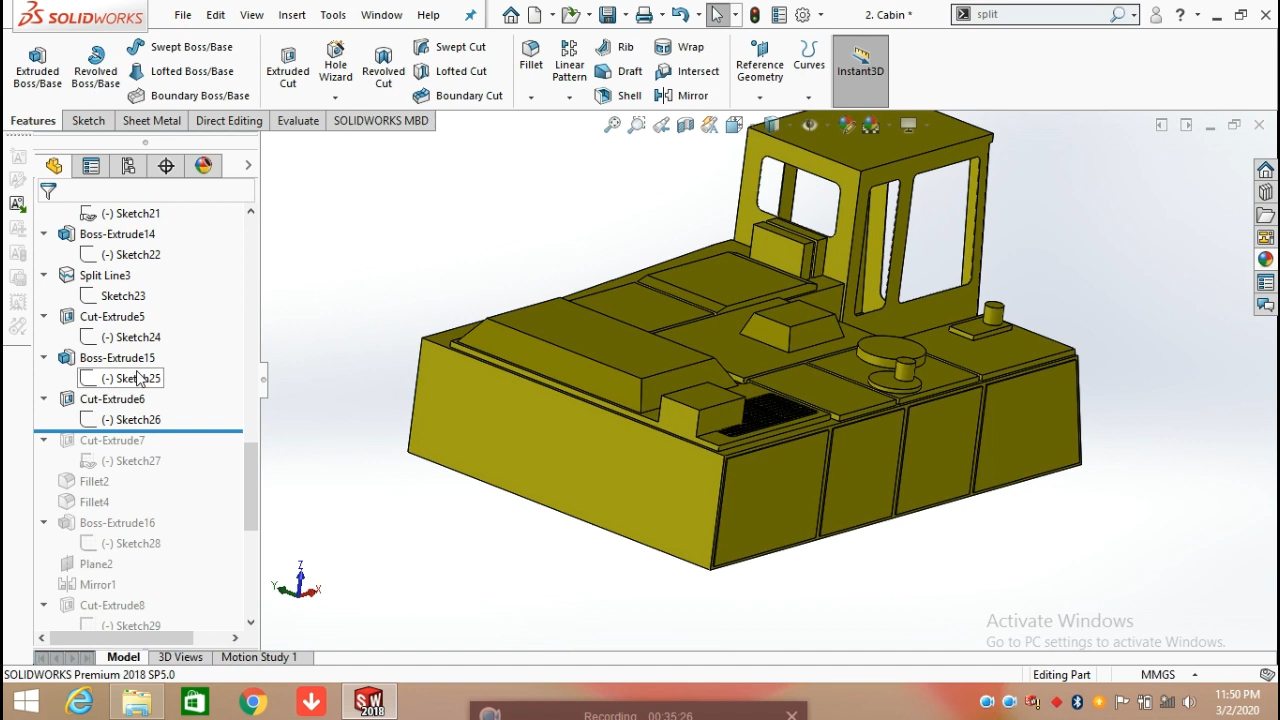 SOLIDWORKS
File Edit View Insert Tools Window Help
2. Cabin *
split
?
Extruded Boss/Base
Revolved Boss/Base
Swept Boss/Base
Lofted Boss/Base
Boundary Boss/Base
Extruded Cut
Hole Wizard
Revolved Cut
Swept Cut
Lofted Cut
Boundary Cut
Fillet
Linear Pattern
Rib
Draft
Shell
Wrap
Intersect
Mirror
Reference Geometry
Curves
Instant3D
Features Sketch Sheet Metal Direct Editing Evaluate SOLIDWORKS MBD
(-) Sketch21
Boss-Extrude14
(-) Sketch22
Split Line3
Sketch23
Cut-Extrude5
(-) Sketch24
Boss-Extrude15
(-) Sketch25
Cut-Extrude6
(-) Sketch26
Cut-Extrude7
(-) Sketch27
Fillet2
Fillet4
Boss-Extrude16
(-) Sketch28
Plane2
Mirror1
Cut-Extrude8
(-) Sketch29
Z
Y
X
Activate Windows
Go to PC settings to activate Windows.
Model 3D Views Motion Study 1
SOLIDWORKS Premium 2018 SP5.0
Editing Part
MMGS
SW
2018
Recording 00:35:26
11:50 PM
3/2/2020